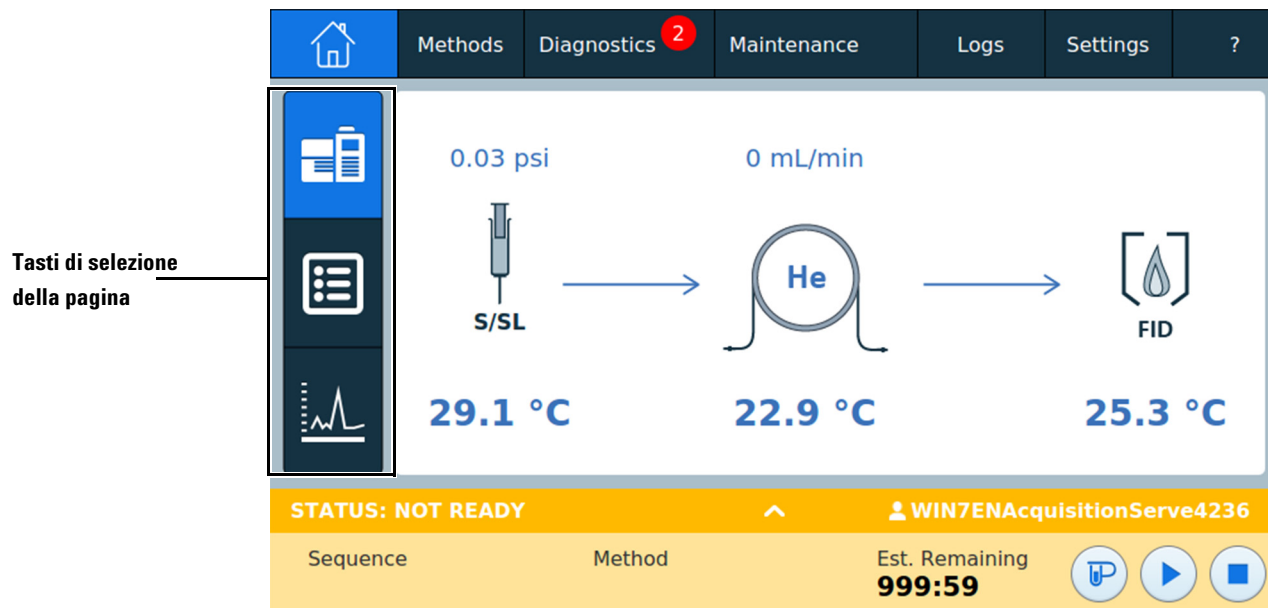 Methods Diagnostics 2 Maintenance Logs Settings ?
0.03 psi 0 mL/min
Tasti di selezione
della pagina
He
S/SL
FID
29.1 °C 22.9 °C 25.3 °C
STATUS: NOT READY WIN7ENAcquisitionServe4236
Sequence Method Est. Remaining
999:59